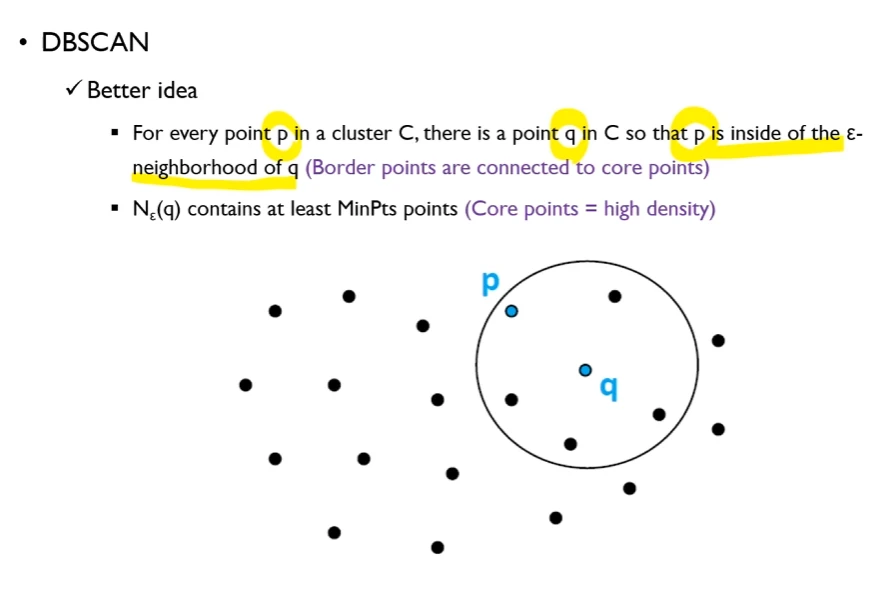 • DBSCAN
✓ Better idea
▪ For every point p in a cluster C, there is a point q in C so that p is inside of the ε-
neighborhood of q (Border points are connected to core points)
▪ Nε(q) contains at least MinPts points (Core points = high density)
p
q